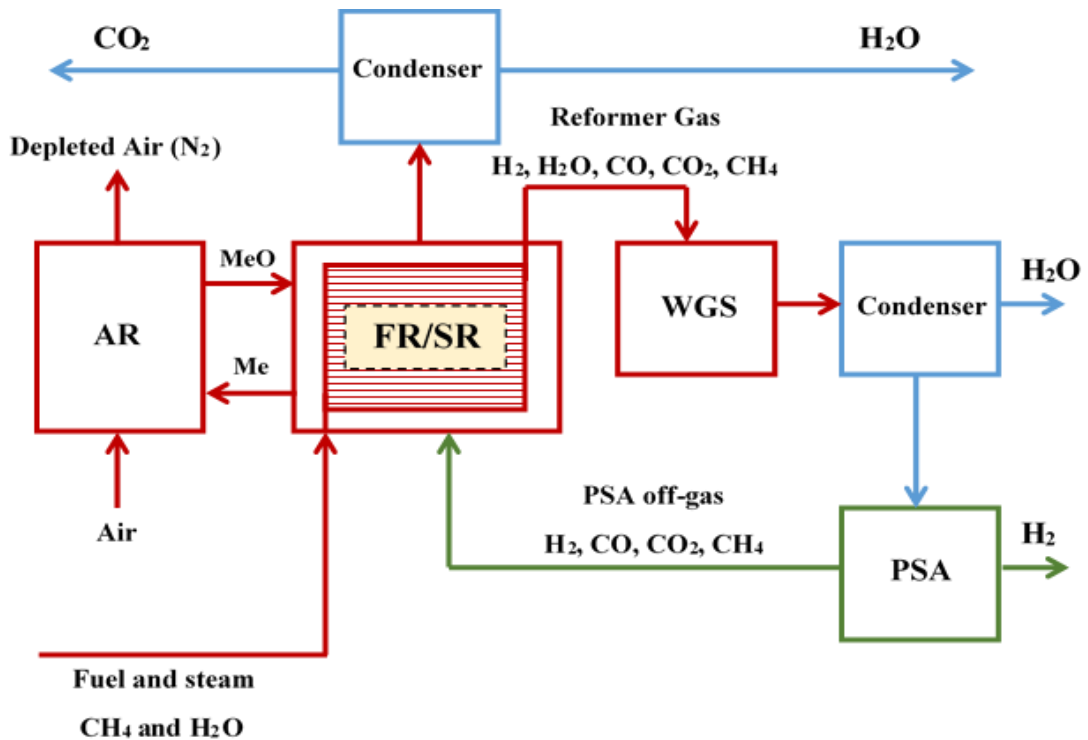 CO₂
Condenser
H₂O
Reformer Gas
Depleted Air (N₂)
H₂, H₂O, CO, CO₂, CH₄
MeO
H₂O
AR
FR/SR
WGS
Condenser
Me
PSA off-gas
Air
H₂, CO, CO₂, CH₄
H₂
PSA
Fuel and steam
CH₄ and H₂O